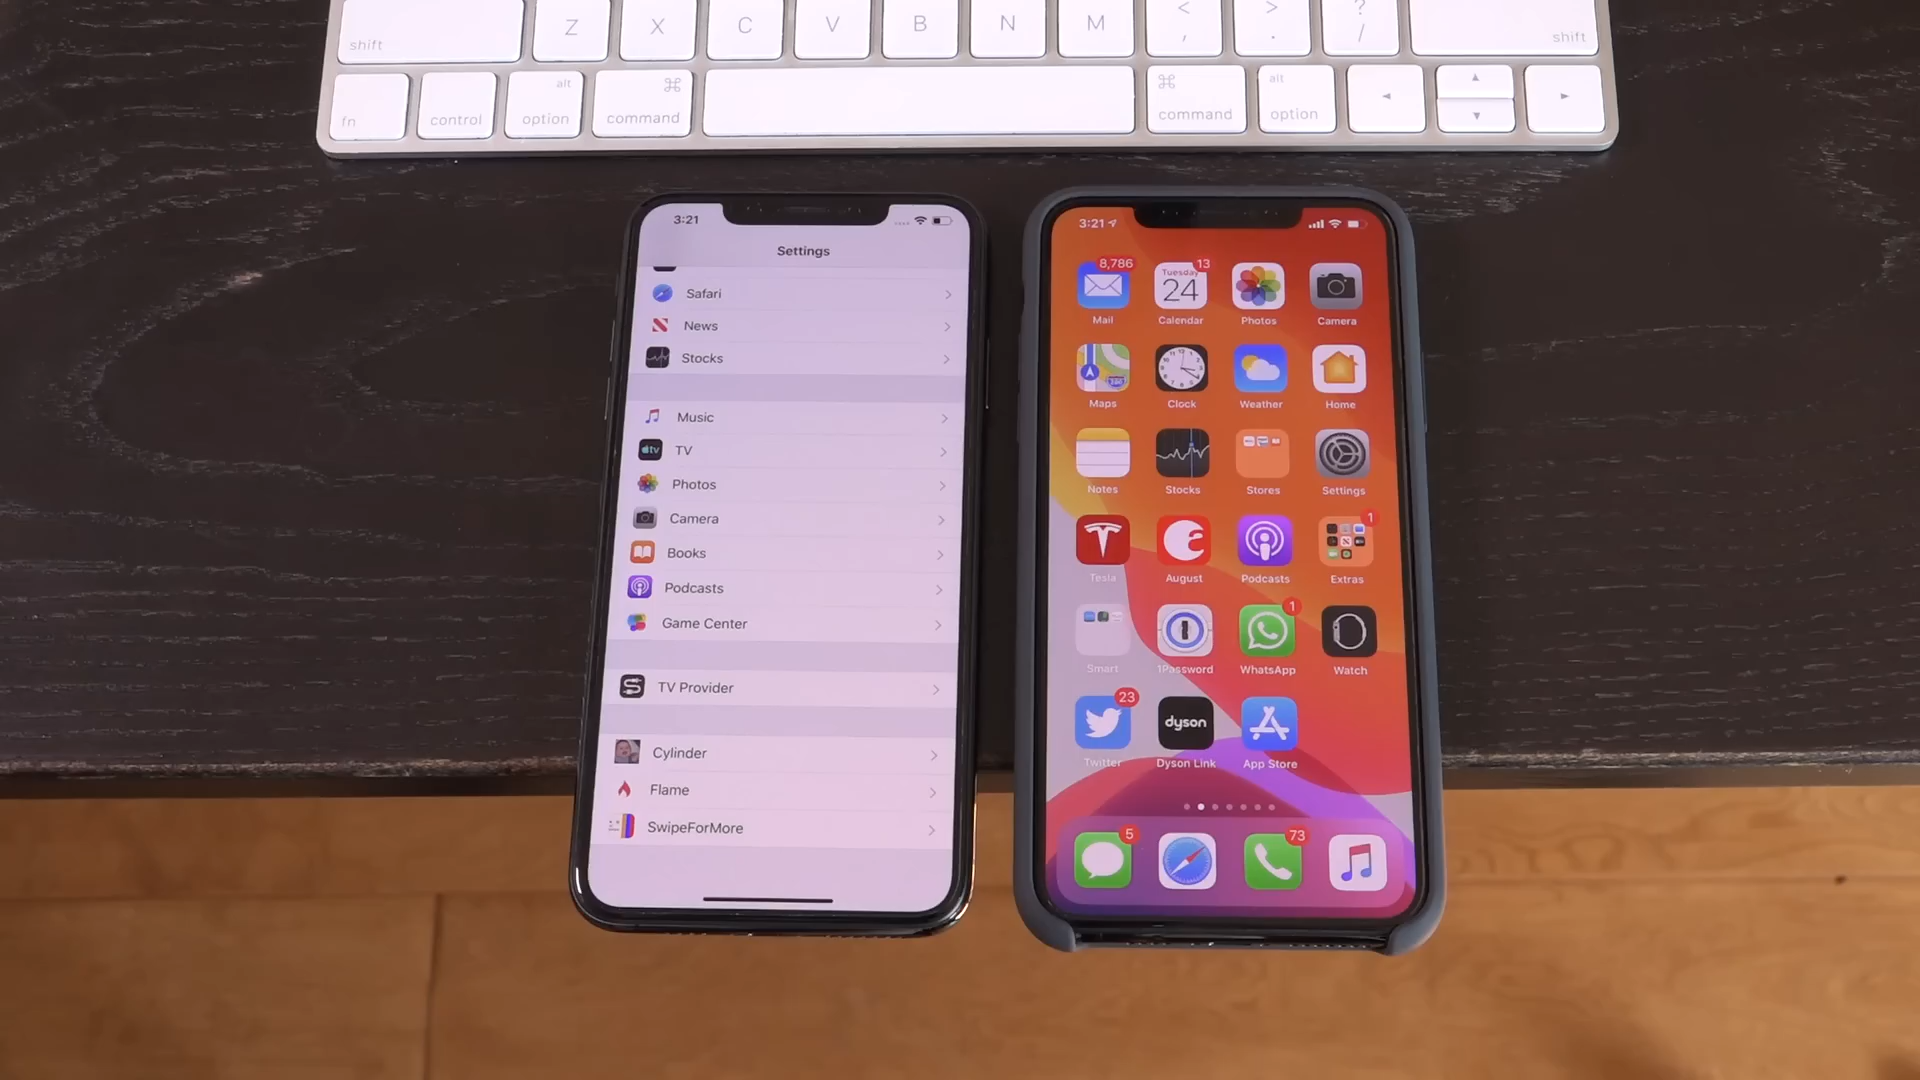 Z X C V B N M < , > . ? /
shift shift
fn control alt option ⌘ command ⌘ command alt option ◄ ▲ ▼ ►
3:21
Settings
Safari
News
Stocks
Music
TV
Photos
Camera
Books
Podcasts
Game Center
TV Provider
Cylinder
Flame
SwipeForMore
3:21
8,786 Tuesday 24 13
Mail Calendar Photos Camera
Maps Clock Weather Home
Notes Stocks Stores Settings
1
Tesla August Podcasts Extras
1
Smart 1Password WhatsApp Watch
23 dyson
Twitter Dyson Link App Store
5 73